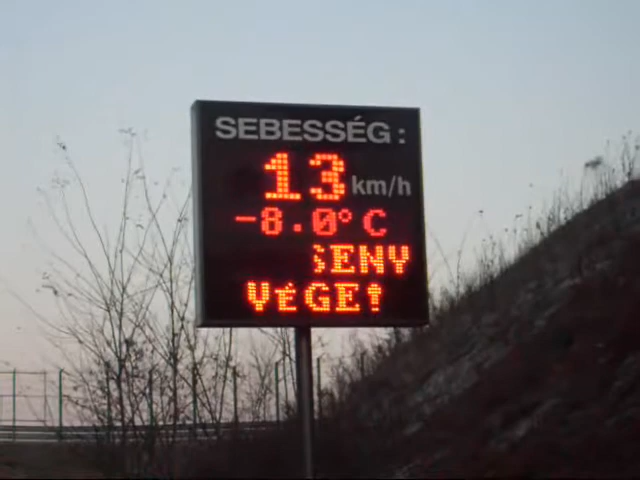 SEBESSÉG:
13 km/h
-8.0°C
SENY
VÉGE!